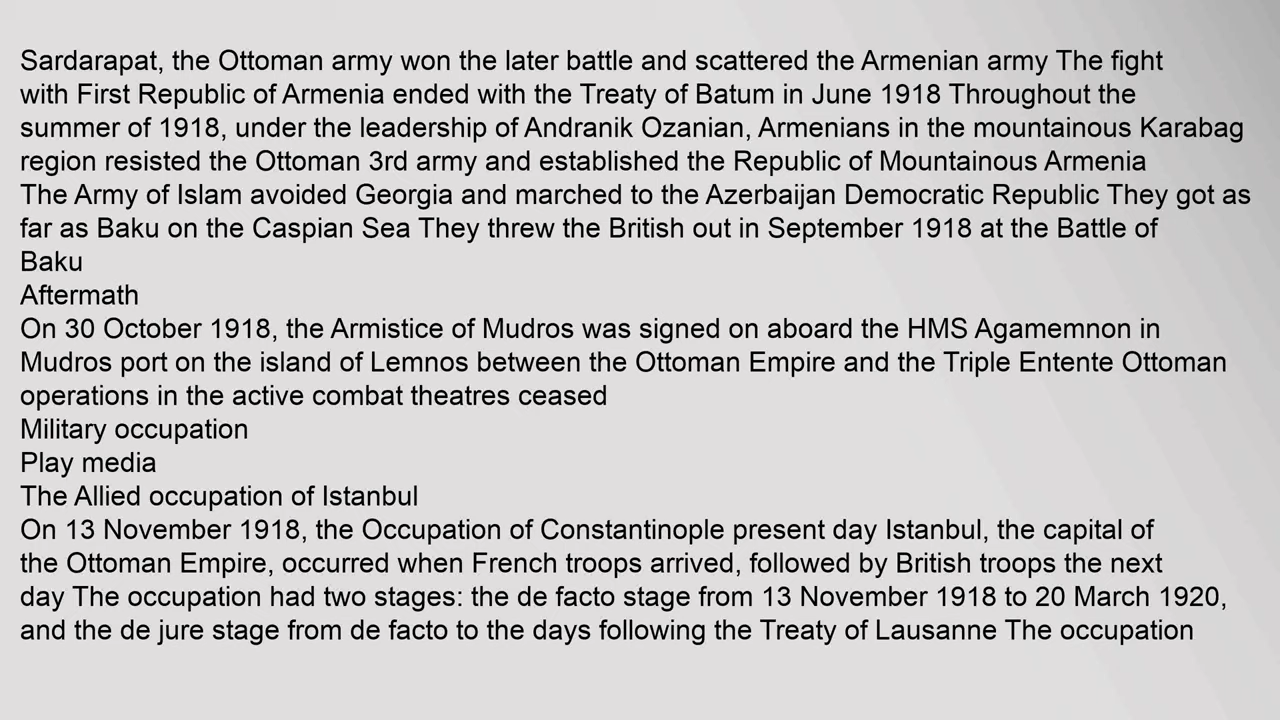 Sardarapat, the Ottoman army won the later battle and scattered the Armenian army The fight
with First Republic of Armenia ended with the Treaty of Batum in June 1918 Throughout the
summer of 1918, under the leadership of Andranik Ozanian, Armenians in the mountainous Karabag
region resisted the Ottoman 3rd army and established the Republic of Mountainous Armenia
The Army of Islam avoided Georgia and marched to the Azerbaijan Democratic Republic They got as
far as Baku on the Caspian Sea They threw the British out in September 1918 at the Battle of
Baku
Aftermath
On 30 October 1918, the Armistice of Mudros was signed on aboard the HMS Agamemnon in
Mudros port on the island of Lemnos between the Ottoman Empire and the Triple Entente Ottoman
operations in the active combat theatres ceased
Military occupation
Play media
The Allied occupation of Istanbul
On 13 November 1918, the Occupation of Constantinople present day Istanbul, the capital of
the Ottoman Empire, occurred when French troops arrived, followed by British troops the next
day The occupation had two stages: the de facto stage from 13 November 1918 to 20 March 1920,
and the de jure stage from de facto to the days following the Treaty of Lausanne The occupation